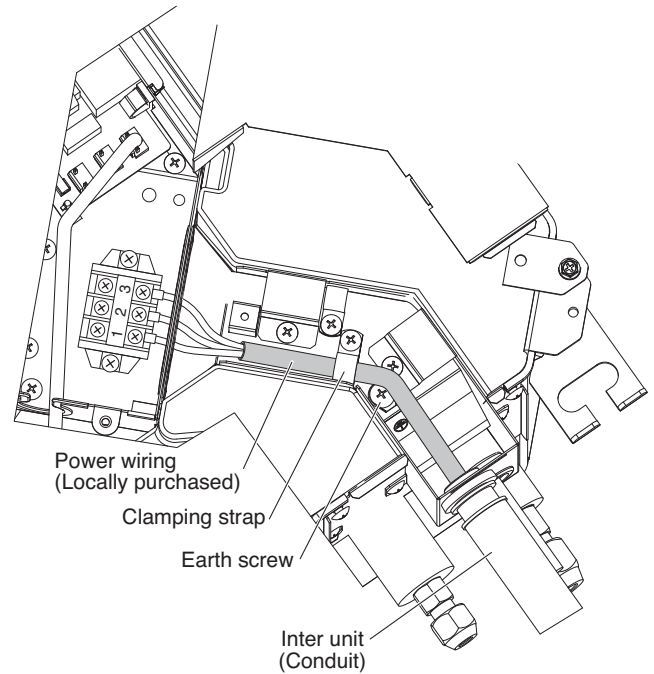 3
2
1
Power wiring
(Locally purchased)
Clamping strap
Earth screw
Inter unit
(Conduit)